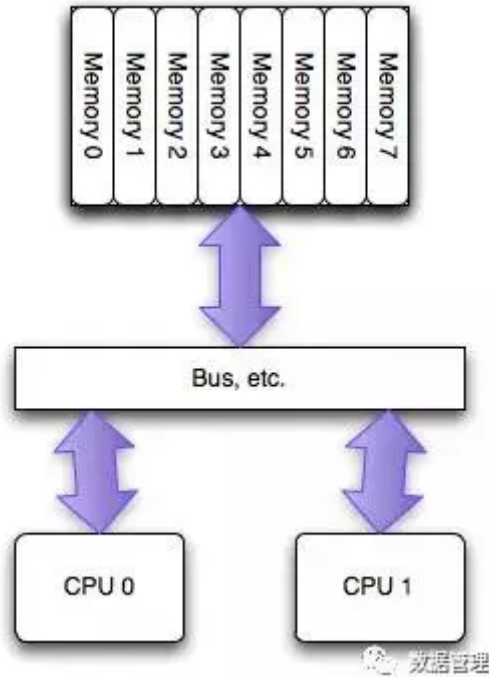 Memory 0
Memory 1
Memory 2
Memory 3
Memory 4
Memory 5
Memory 6
Memory 7
Bus, etc.
CPU 0
CPU 1
数据管理